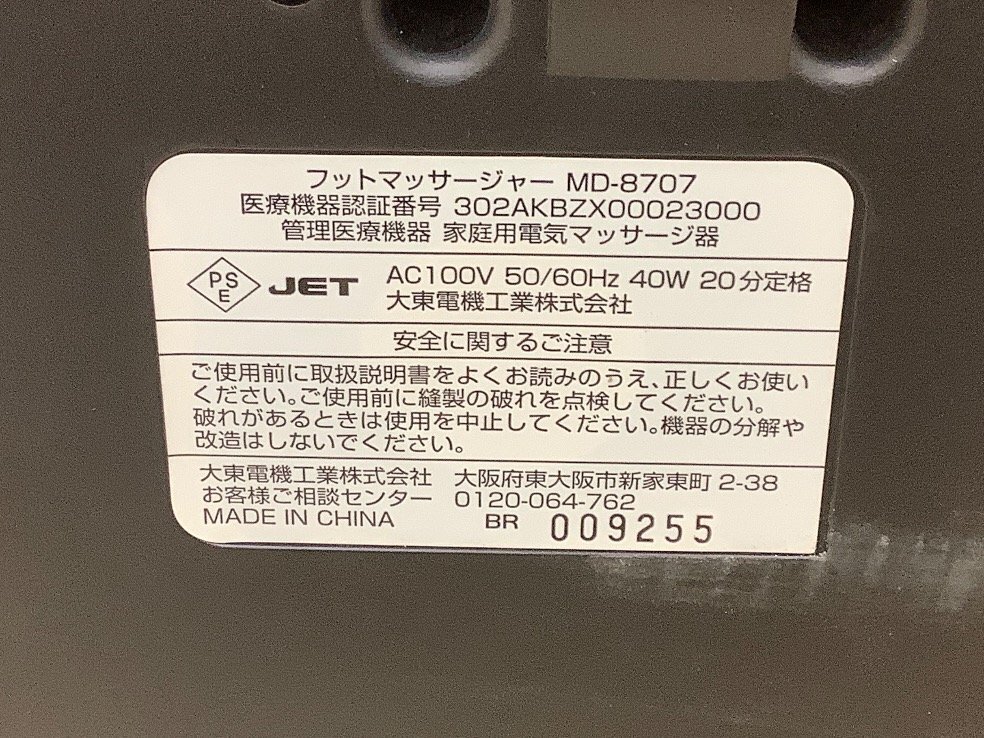 フットマッサージャー MD-8707
医療機器認証番号 302AKBZX00023000
管理医療機器 家庭用電気マッサージ器
PS
E
JET
AC100V 50/60Hz 40W 20分定格
大東電機工業株式会社
安全に関するご注意
ご使用前に取扱説明書をよくお読みのうえ、正しくお使い
ください。ご使用前に縫製の破れを点検してください。
破れがあるときは使用を中止してください。機器の分解や
改造はしないでください。
大東電機工業株式会社 大阪府東大阪市新家東町 2-38
お客様ご相談センター 0120-064-762
MADE IN CHINA BR 009255